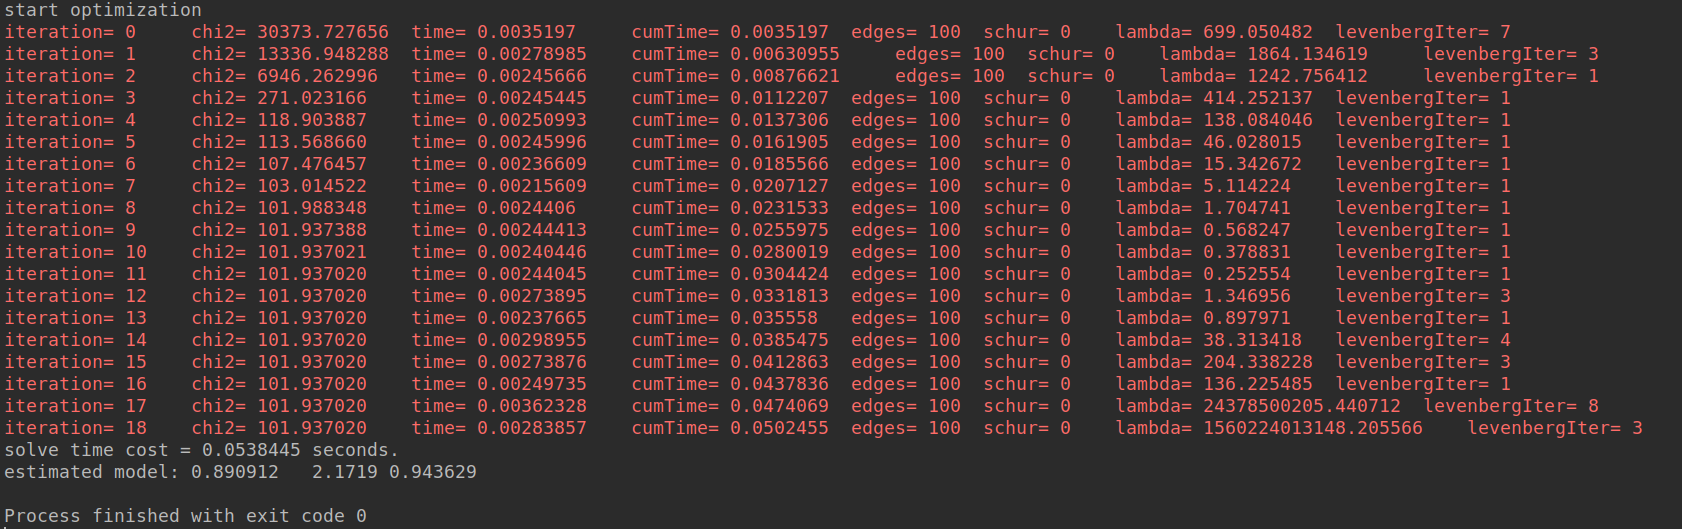 start optimization
iteration= 0 chi2= 30373.727656 time= 0.0035197 cumTime= 0.0035197 edges= 100 schur= 0 lambda= 699.050482 levenbergIter= 7
iteration= 1 chi2= 13336.948288 time= 0.00278985 cumTime= 0.00630955 edges= 100 schur= 0 lambda= 1864.134619 levenbergIter= 3
iteration= 2 chi2= 6946.262996 time= 0.00245666 cumTime= 0.00876621 edges= 100 schur= 0 lambda= 1242.756412 levenbergIter= 1
iteration= 3 chi2= 271.023166 time= 0.00245445 cumTime= 0.0112207 edges= 100 schur= 0 lambda= 414.252137 levenbergIter= 1
iteration= 4 chi2= 118.903887 time= 0.00250993 cumTime= 0.0137306 edges= 100 schur= 0 lambda= 138.084046 levenbergIter= 1
iteration= 5 chi2= 113.568660 time= 0.00245996 cumTime= 0.0161905 edges= 100 schur= 0 lambda= 46.028015 levenbergIter= 1
iteration= 6 chi2= 107.476457 time= 0.00236609 cumTime= 0.0185566 edges= 100 schur= 0 lambda= 15.342672 levenbergIter= 1
iteration= 7 chi2= 103.014522 time= 0.00215609 cumTime= 0.0207127 edges= 100 schur= 0 lambda= 5.114224 levenbergIter= 1
iteration= 8 chi2= 101.988348 time= 0.0024406 cumTime= 0.0231533 edges= 100 schur= 0 lambda= 1.704741 levenbergIter= 1
iteration= 9 chi2= 101.937388 time= 0.00244413 cumTime= 0.0255975 edges= 100 schur= 0 lambda= 0.568247 levenbergIter= 1
iteration= 10 chi2= 101.937021 time= 0.00240446 cumTime= 0.0280019 edges= 100 schur= 0 lambda= 0.378831 levenbergIter= 1
iteration= 11 chi2= 101.937020 time= 0.00244045 cumTime= 0.0304424 edges= 100 schur= 0 lambda= 0.252554 levenbergIter= 1
iteration= 12 chi2= 101.937020 time= 0.00273895 cumTime= 0.0331813 edges= 100 schur= 0 lambda= 1.346956 levenbergIter= 3
iteration= 13 chi2= 101.937020 time= 0.00237665 cumTime= 0.035558 edges= 100 schur= 0 lambda= 0.897971 levenbergIter= 1
iteration= 14 chi2= 101.937020 time= 0.00298955 cumTime= 0.0385475 edges= 100 schur= 0 lambda= 38.313418 levenbergIter= 4
iteration= 15 chi2= 101.937020 time= 0.00273876 cumTime= 0.0412863 edges= 100 schur= 0 lambda= 204.338228 levenbergIter= 3
iteration= 16 chi2= 101.937020 time= 0.00249735 cumTime= 0.0437836 edges= 100 schur= 0 lambda= 136.225485 levenbergIter= 1
iteration= 17 chi2= 101.937020 time= 0.00362328 cumTime= 0.0474069 edges= 100 schur= 0 lambda= 24378500205.440712 levenbergIter= 8
iteration= 18 chi2= 101.937020 time= 0.00283857 cumTime= 0.0502455 edges= 100 schur= 0 lambda= 1560224013148.205566 levenbergIter= 3
solve time cost = 0.0538445 seconds.
estimated model: 0.890912 2.1719 0.943629
Process finished with exit code 0